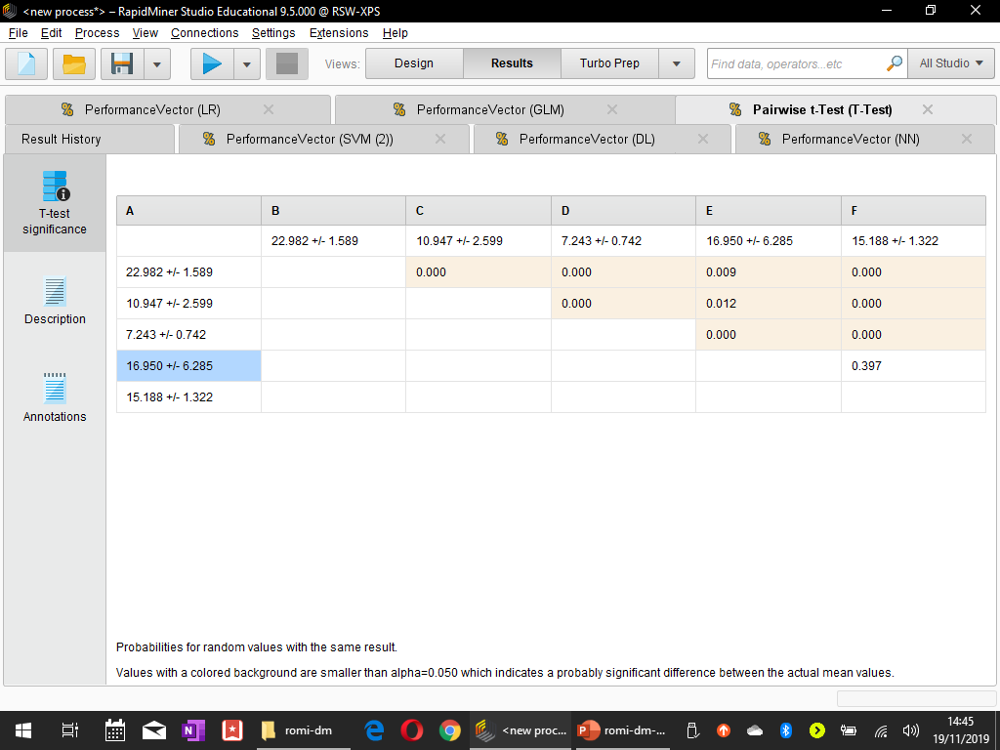 <new process*> – RapidMiner Studio Educational 9.5.000 @ RSW-XPS
File Edit Process View Connections Settings Extensions Help
Views: Design Results Turbo Prep Find data, operators...etc All Studio
PerformanceVector (LR) PerformanceVector (GLM) Pairwise t-Test (T-Test)
Result History PerformanceVector (SVM (2)) PerformanceVector (DL) PerformanceVector (NN)
T-test
significance
Description
Annotations
A B C D E F
22.982 +/- 1.589 10.947 +/- 2.599 7.243 +/- 0.742 16.950 +/- 6.285 15.188 +/- 1.322
22.982 +/- 1.589 0.000 0.000 0.009 0.000
10.947 +/- 2.599 0.000 0.012 0.000
7.243 +/- 0.742 0.000 0.000
16.950 +/- 6.285 0.397
15.188 +/- 1.322
Probabilities for random values with the same result.
Values with a colored background are smaller than alpha=0.050 which indicates a probably significant difference between the actual mean values.
romi-dm <new proc... romi-dm-... 14:45
19/11/2019